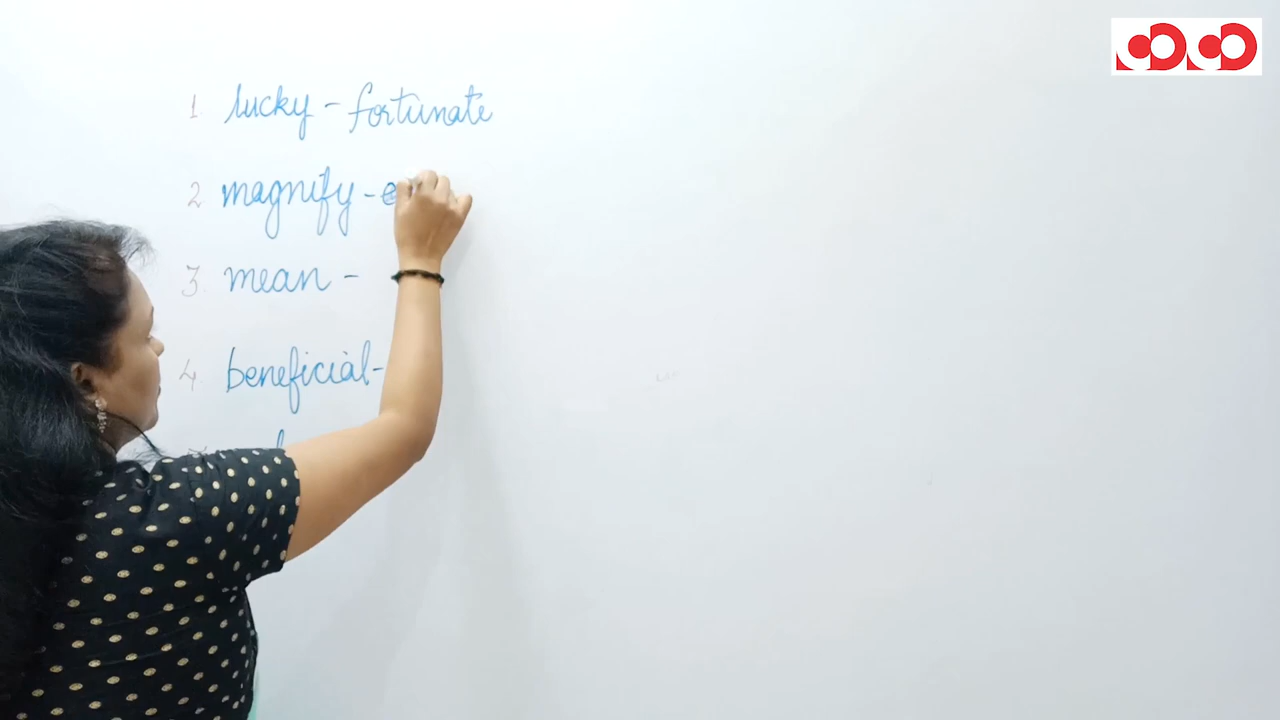 1 lucky - fortunate
2 magnify - e
3. mean -
4. beneficial -